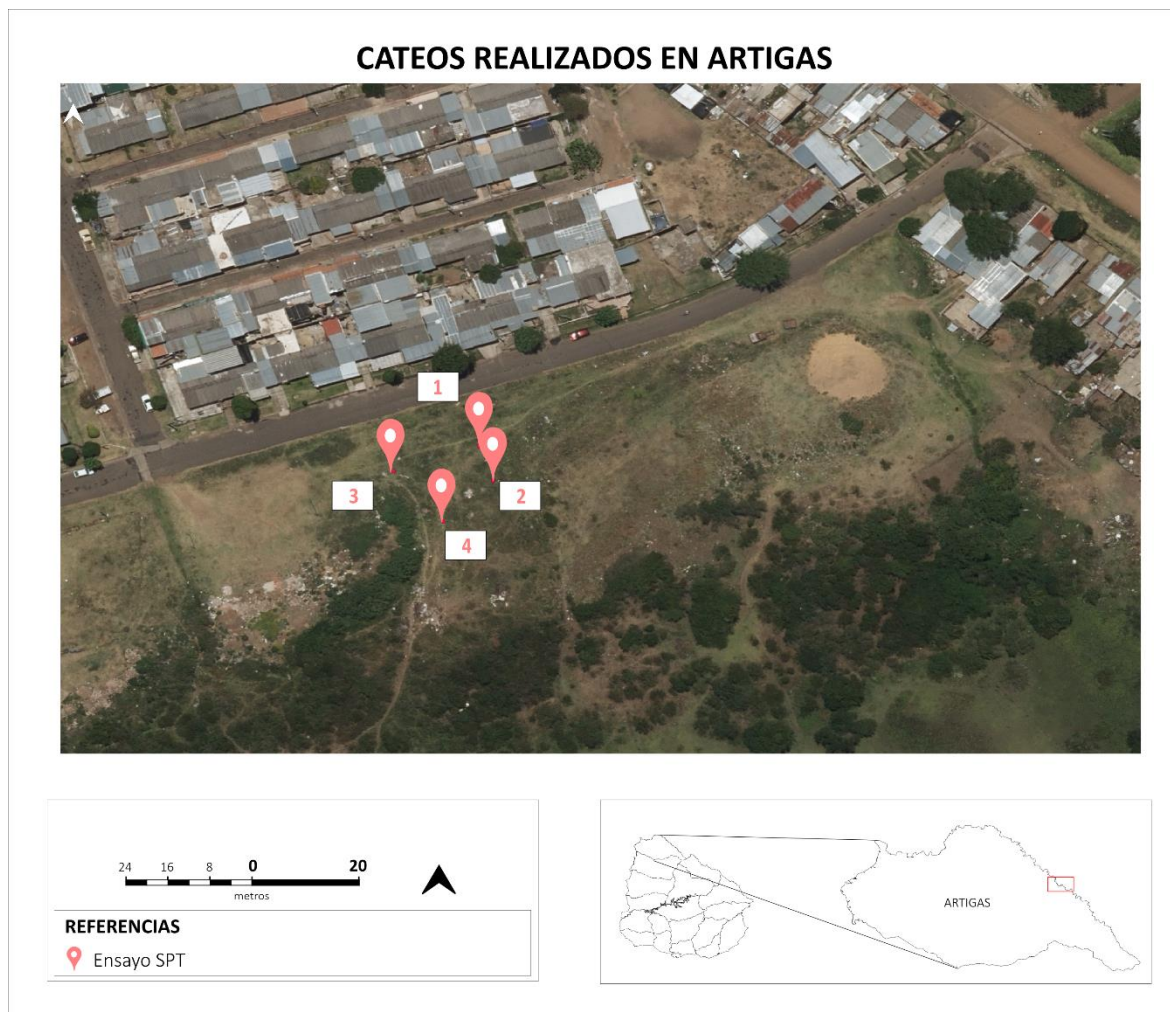 CATEOS REALIZADOS EN ARTIGAS
1
3
2
4
24 16 8 0 20
metros
REFERENCIAS
Ensayo SPT
ARTIGAS